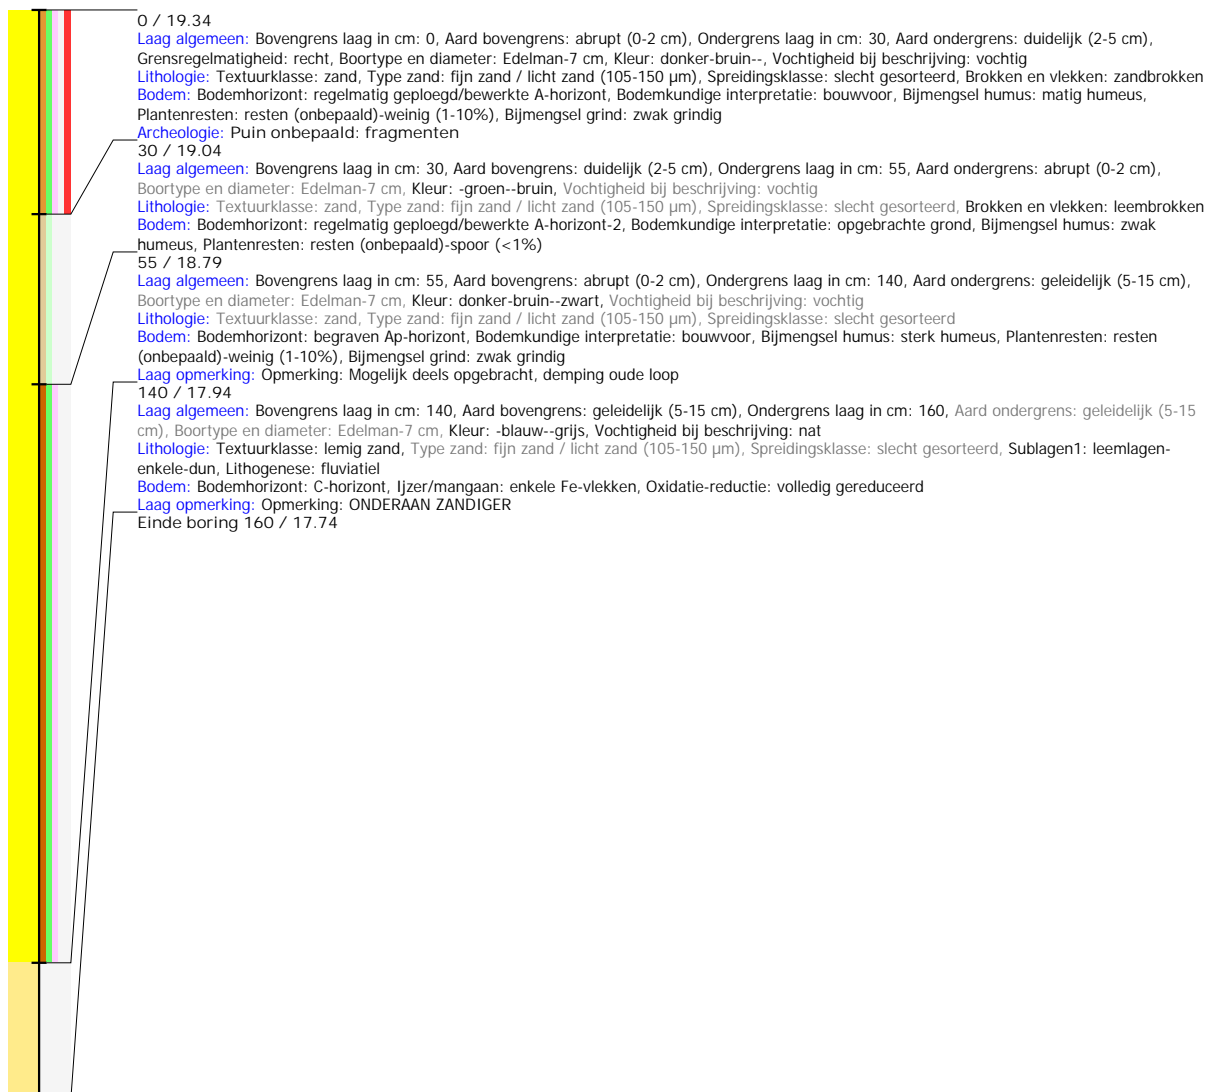 0 / 19.34
Laag algemeen: Bovengrens laag in cm: 0, Aard bovengrens: abrupt (0-2 cm), Ondergrens laag in cm: 30, Aard ondergrens: duidelijk (2-5 cm),
Grensregelmatigheid: recht, Boortype en diameter: Edelman-7 cm, Kleur: donker-bruin--, Vochtigheid bij beschrijving: vochtig
Lithologie: Textuurklasse: zand, Type zand: fijn zand / licht zand (105-150 µm), Spreidingsklasse: slecht gesorteerd, Brokken en vlekken: zandbrokken
Bodem: Bodemhorizont: regelmatig geploegd/bewerkte A-horizont, Bodemkundige interpretatie: bouwvoor, Bijmengsel humus: matig humeus,
Plantenresten: resten (onbepaald)-weinig (1-10%), Bijmengsel grind: zwak grindig
Archeologie: Puin onbepaald: fragmenten
30 / 19.04
Laag algemeen: Bovengrens laag in cm: 30, Aard bovengrens: duidelijk (2-5 cm), Ondergrens laag in cm: 55, Aard ondergrens: abrupt (0-2 cm),
Boortype en diameter: Edelman-7 cm, Kleur: -groen--bruin, Vochtigheid bij beschrijving: vochtig
Lithologie: Textuurklasse: zand, Type zand: fijn zand / licht zand (105-150 µm), Spreidingsklasse: slecht gesorteerd, Brokken en vlekken: leembrokken
Bodem: Bodemhorizont: regelmatig geploegd/bewerkte A-horizont-2, Bodemkundige interpretatie: opgebrachte grond, Bijmengsel humus: zwak
humeus, Plantenresten: resten (onbepaald)-spoor (<1%)
55 / 18.79
Laag algemeen: Bovengrens laag in cm: 55, Aard bovengrens: abrupt (0-2 cm), Ondergrens laag in cm: 140, Aard ondergrens: geleidelijk (5-15 cm),
Boortype en diameter: Edelman-7 cm, Kleur: donker-bruin--zwart, Vochtigheid bij beschrijving: vochtig
Lithologie: Textuurklasse: zand, Type zand: fijn zand / licht zand (105-150 µm), Spreidingsklasse: slecht gesorteerd
Bodem: Bodemhorizont: begraven Ap-horizont, Bodemkundige interpretatie: bouwvoor, Bijmengsel humus: sterk humeus, Plantenresten: resten
(onbepaald)-weinig (1-10%), Bijmengsel grind: zwak grindig
Laag opmerking: Opmerking: Mogelijk deels opgebracht, demping oude loop
140 / 17.94
Laag algemeen: Bovengrens laag in cm: 140, Aard bovengrens: geleidelijk (5-15 cm), Ondergrens laag in cm: 160, Aard ondergrens: geleidelijk (5-15
cm), Boortype en diameter: Edelman-7 cm, Kleur: -blauw--grijs, Vochtigheid bij beschrijving: nat
Lithologie: Textuurklasse: lemig zand, Type zand: fijn zand / licht zand (105-150 µm), Spreidingsklasse: slecht gesorteerd, Sublagen1: leemlagen-
enkele-dun, Lithogenese: fluviatiel
Bodem: Bodemhorizont: C-horizont, Ijzer/mangaan: enkele Fe-vlekken, Oxidatie-reductie: volledig gereduceerd
Laag opmerking: Opmerking: ONDERAAN ZANDIGER
Einde boring 160 / 17.74